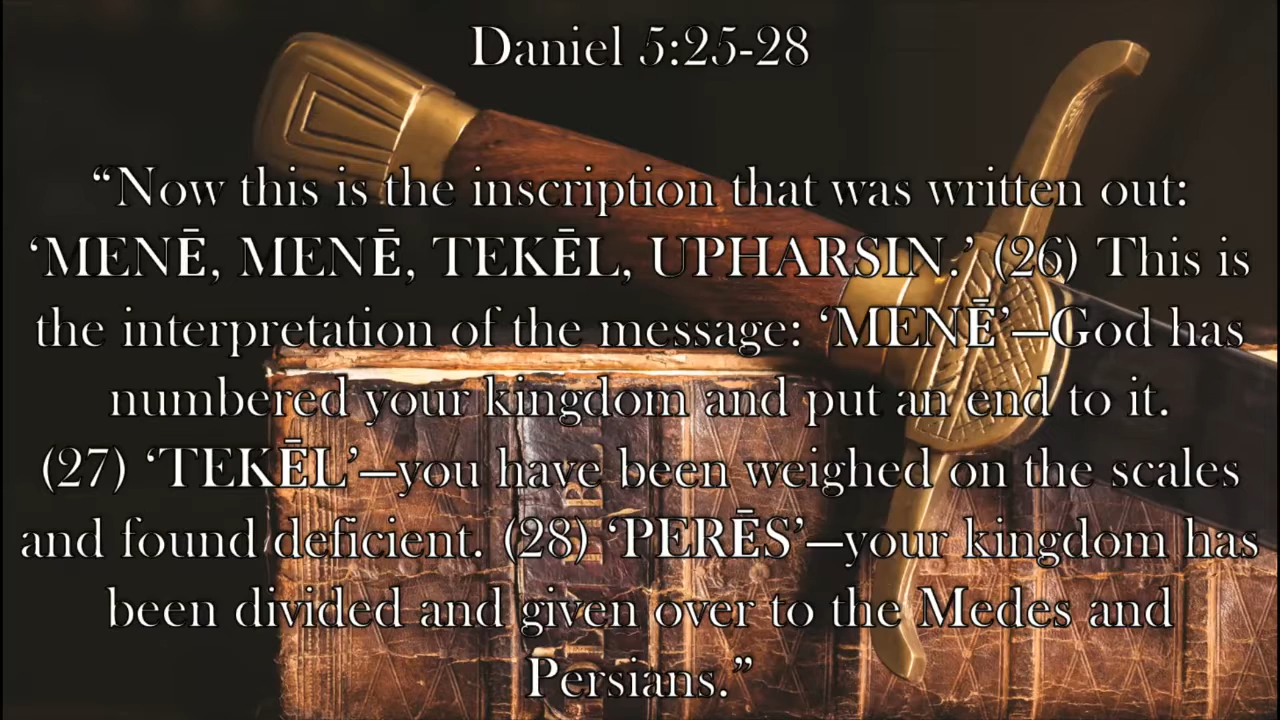 Daniel 5:25-28
“Now this is the inscription that was written out:
‘MENĒ, MENĒ, TEKĒL, UPHARSIN.’ (26) This is
the interpretation of the message: ‘MENĒ’—God has
numbered your kingdom and put an end to it.
(27) ‘TEKĒL’—you have been weighed on the scales
and found deficient. (28) ‘PERĒS’—your kingdom has
been divided and given over to the Medes and
Persians.”